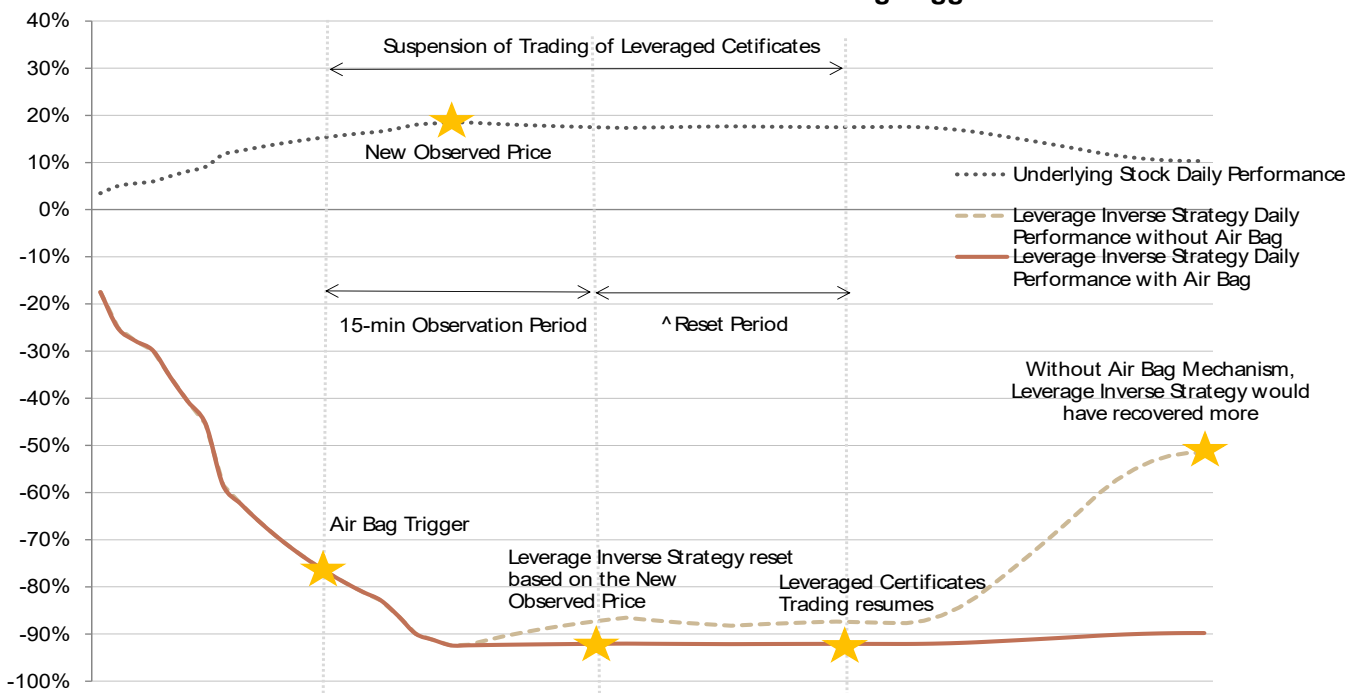 40%
Suspension of Trading of Leveraged Cetificates
30%
20%
New Observed Price
10%
Underlying Stock Daily Performance
0%
Leverage Inverse Strategy Daily
Performance without Air Bag
-10%
Leverage Inverse Strategy Daily
Performance with Air Bag
-20%
15-min Observation Period
^ Reset Period
-30%
Without Air Bag Mechanism,
Leverage Inverse Strategy would
have recovered more
-40%
-50%
-60%
Air Bag Trigger
-70%
Leverage Inverse Strategy reset
based on the New
Observed Price
Leveraged Certificates
Trading resumes
-80%
-90%
-100%